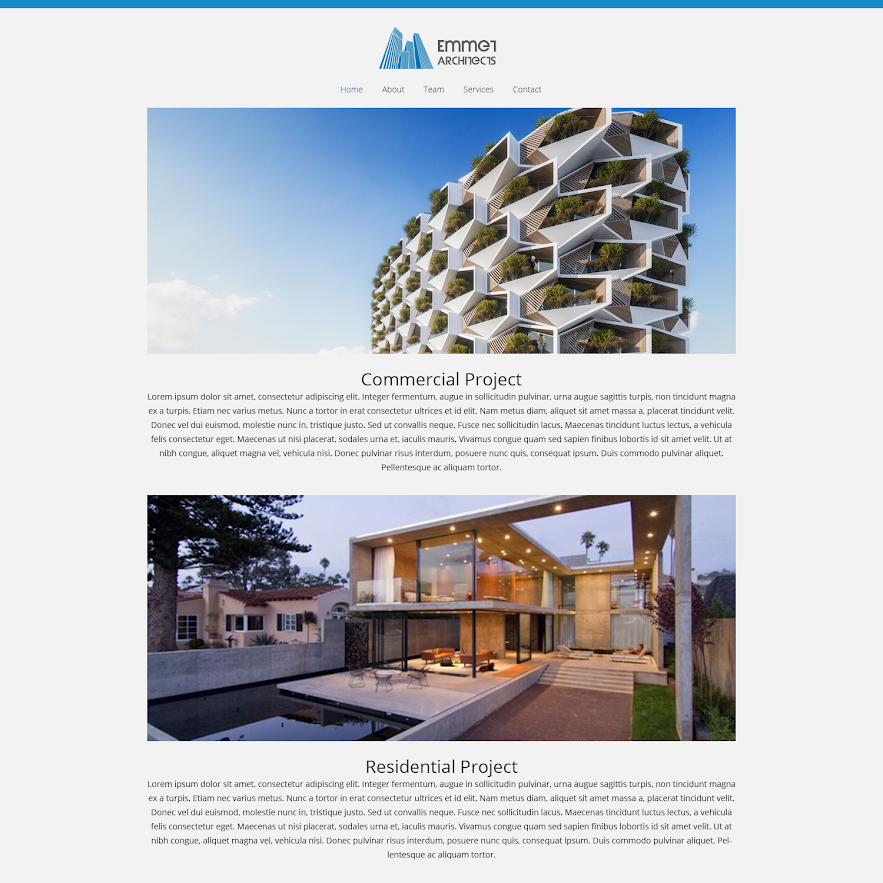 Emmet
Architects
Home About Team Services Contact
Commercial Project
Lorem ipsum dolor sit amet, consectetur adipiscing elit. Integer fermentum, augue in sollicitudin pulvinar, urna augue sagittis turpis, non tincidunt magna
ex a turpis. Etiam nec varius metus. Nunc a tortor in erat consectetur ultrices et id elit. Nam metus diam, aliquet sit amet massa a, placerat tincidunt velit.
Donec vel dui euismod, molestie nunc in, tristique justo. Sed ut convallis neque. Fusce nec sollicitudin lacus. Maecenas tincidunt luctus lectus, a vehicula
felis consectetur eget. Maecenas ut nisi placerat, sodales urna et, iaculis mauris. Vivamus congue quam sed sapien finibus lobortis id sit amet velit. Ut at
nibh congue, aliquet magna vel, vehicula nisi. Donec pulvinar risus interdum, posuere nunc quis, consequat ipsum. Duis commodo pulvinar aliquet.
Pellentesque ac aliquam tortor.
Residential Project
Lorem ipsum dolor sit amet, consectetur adipiscing elit. Integer fermentum, augue in sollicitudin pulvinar, urna augue sagittis turpis, non tincidunt magna
ex a turpis. Etiam nec varius metus. Nunc a tortor in erat consectetur ultrices et id elit. Nam metus diam, aliquet sit amet massa a, placerat tincidunt velit.
Donec vel dui euismod, molestie nunc in, tristique justo. Sed ut convallis neque. Fusce nec sollicitudin lacus. Maecenas tincidunt luctus lectus, a vehicula
felis consectetur eget. Maecenas ut nisi placerat, sodales urna et, iaculis mauris. Vivamus congue quam sed sapien finibus lobortis id sit amet velit. Ut at
nibh congue, aliquet magna vel, vehicula nisi. Donec pulvinar risus interdum, posuere nunc quis, consequat ipsum. Duis commodo pulvinar aliquet. Pel-
lentesque ac aliquam tortor.